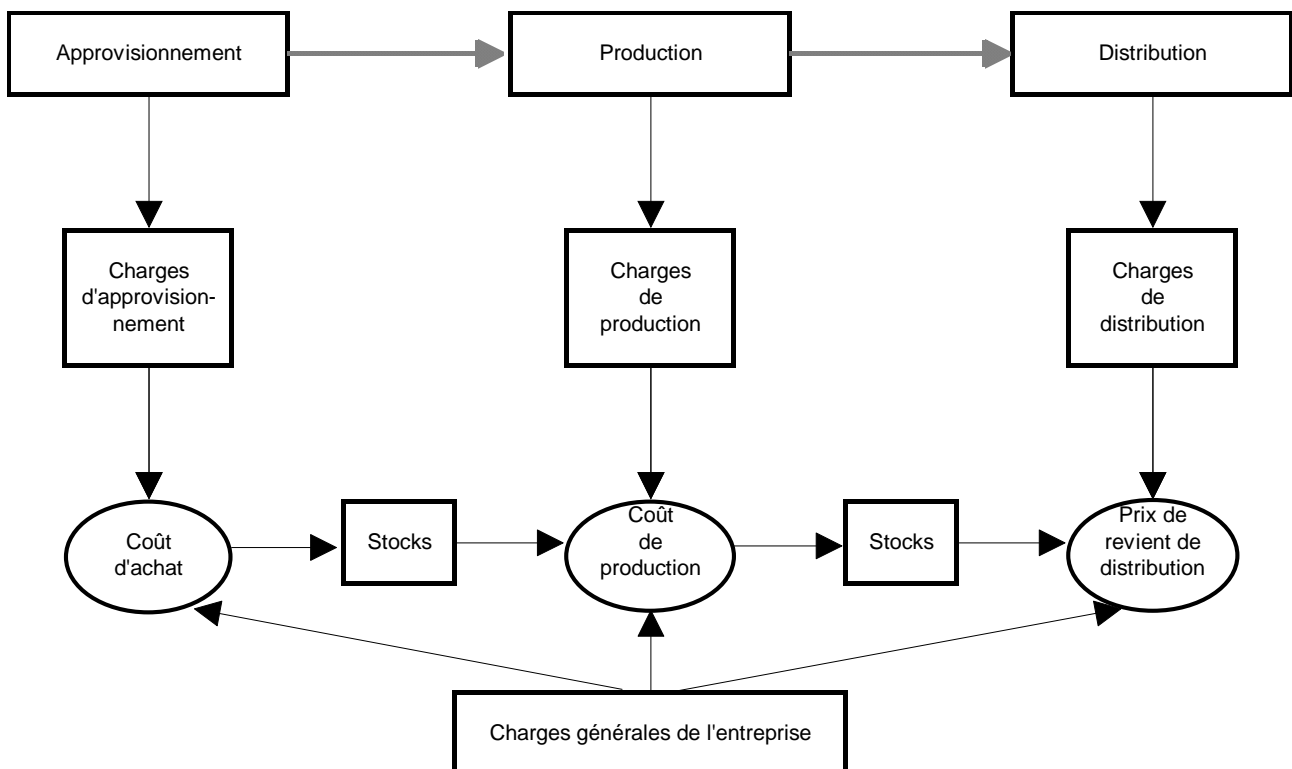 Approvisionnement
Production
Distribution
Charges
d'approvision-
nement
Charges
de
production
Charges
de
distribution
Coût
d'achat
Stocks
Coût
de
production
Stocks
Prix de
revient de
distribution
Charges générales de l'entreprise